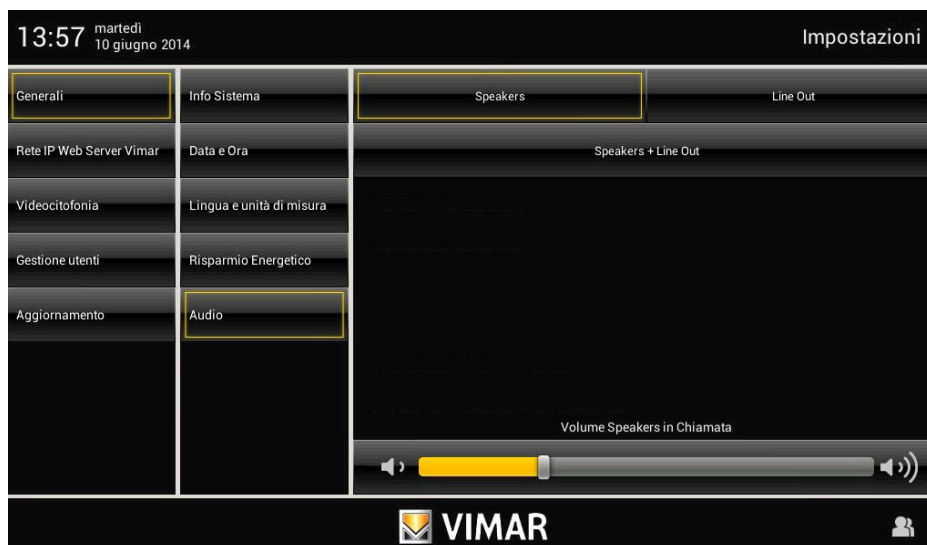 13:57
martedì
10 giugno 2014
Impostazioni
Generali
Rete IP Web Server Vimar
Videocitofonia
Gestione utenti
Aggiornamento
Info Sistema
Data e Ora
Lingua e unità di misura
Risparmio Energetico
Audio
Speakers
Line Out
Speakers + Line Out
Volume Speakers in Chiamata
VIMAR